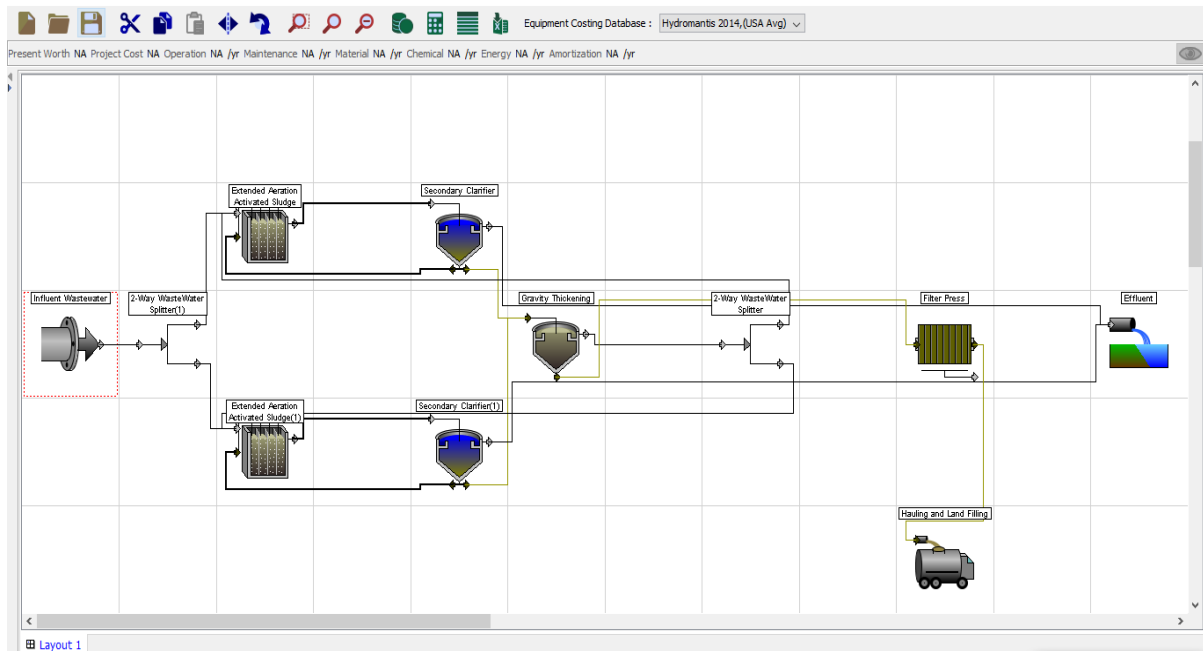 Equipment Costing Database : Hydromantis 2014,(USA Avg)
Present Worth NA Project Cost NA Operation NA /yr Maintenance NA /yr Material NA /yr Chemical NA /yr Energy NA /yr Amortization NA /yr
Extended Aeration
Activated Sludge
Secondary Clarifier
Influent Wastewater
2-Way WasteWater
Splitter(1)
Gravity Thickening
2-Way WasteWater
Splitter
Filter Press
Effluent
Extended Aeration
Activated Sludge(1)
Secondary Clarifier(1)
Hauling and Land Filling
Layout 1